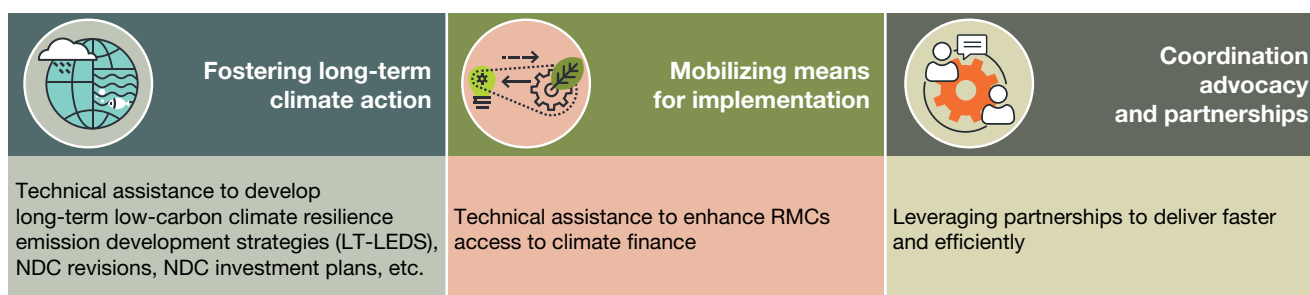 Fostering long-term
climate action
Technical assistance to develop
long-term low-carbon climate resilience
emission development strategies (LT-LEDS),
NDC revisions, NDC investment plans, etc.
Mobilizing means
for implementation
Technical assistance to enhance RMCs
access to climate finance
Coordination
advocacy
and partnerships
Leveraging partnerships to deliver faster
and efficiently